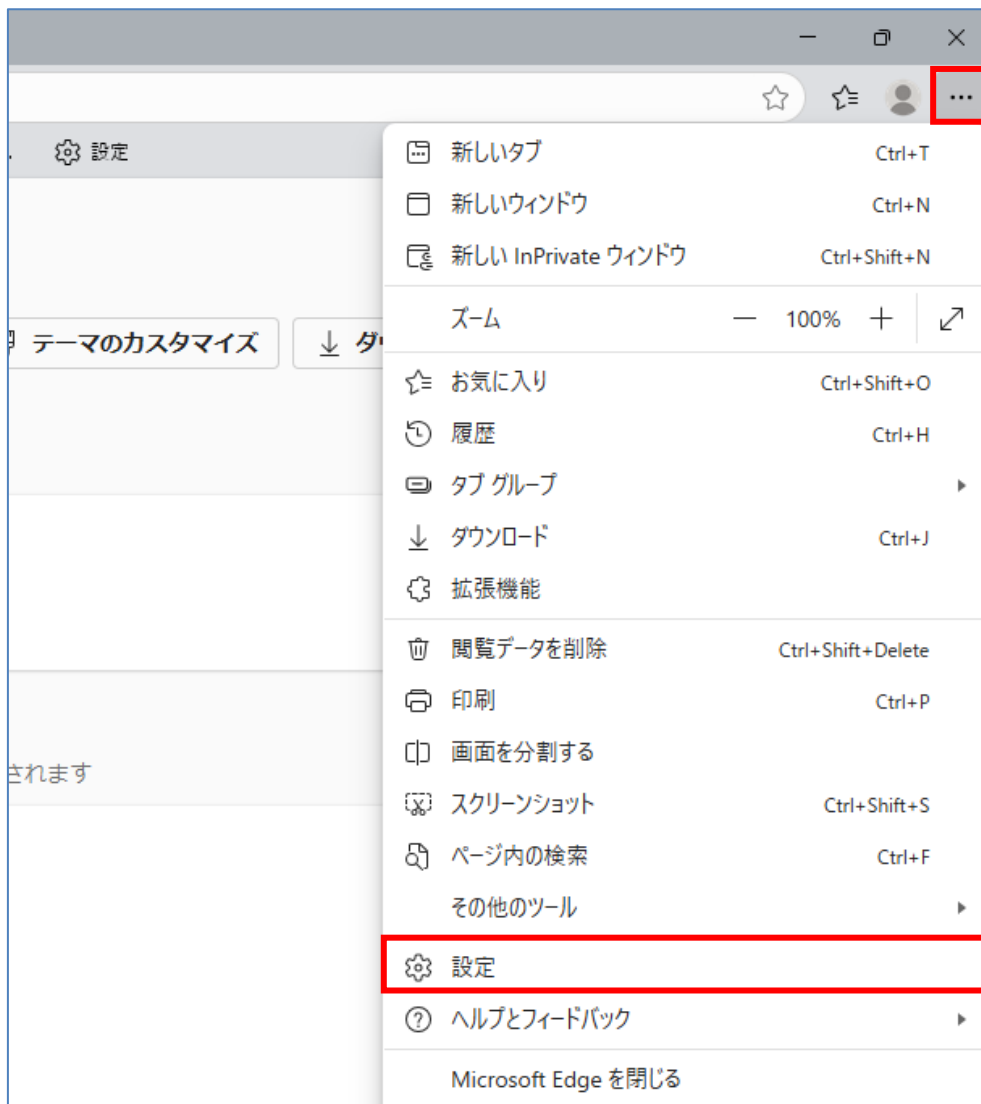 設定
新しいタブ Ctrl+T
新しいウィンドウ Ctrl+N
新しい InPrivate ウィンドウ Ctrl+Shift+N
ズーム 100%
テーマのカスタマイズ ダ
お気に入り Ctrl+Shift+O
履歴 Ctrl+H
タブ グループ
ダウンロード Ctrl+J
拡張機能
閲覧データを削除 Ctrl+Shift+Delete
印刷 Ctrl+P
画面を分割する
されます
スクリーンショット Ctrl+Shift+S
ページ内の検索 Ctrl+F
その他のツール
設定
ヘルプとフィードバック
Microsoft Edge を閉じる